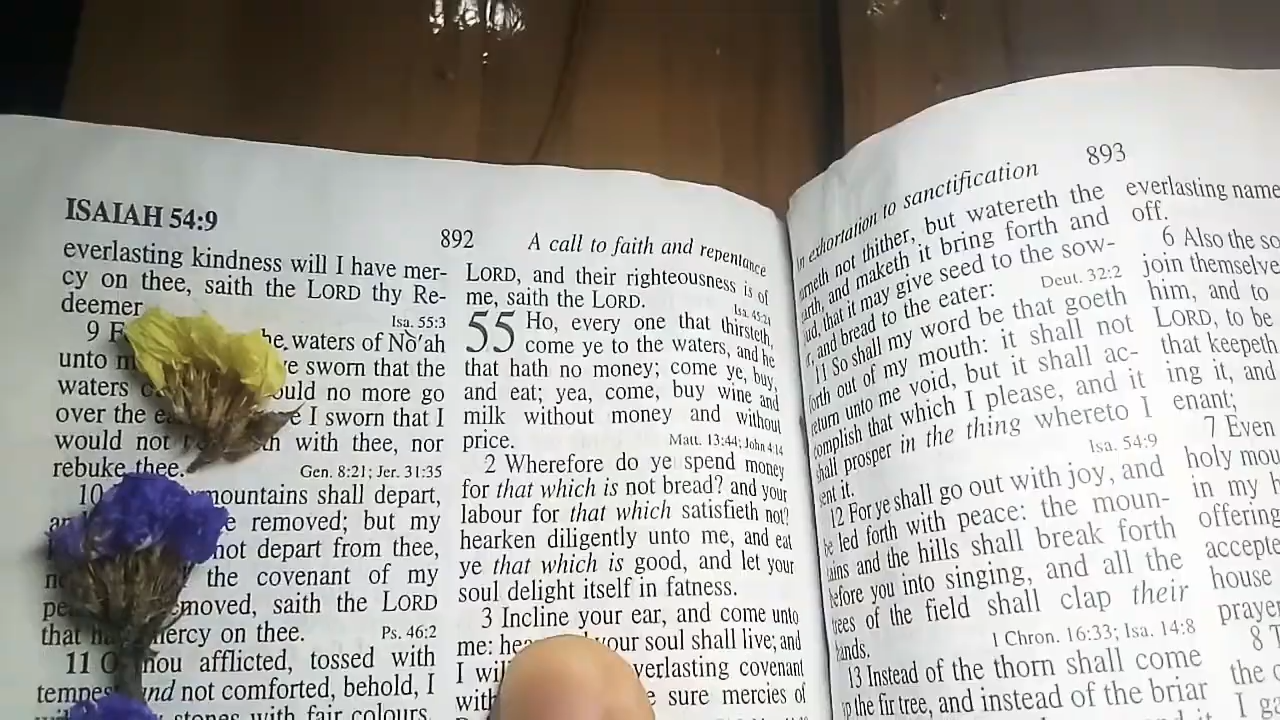 ISAIAH 54:9
892
A call to faith and repentance
everlasting kindness will I have mer-
cy on thee, saith the LORD thy Re-
deemer
Isa. 55:3
9 waters of No'ah
unto sworn that the
waters no more go
over the I sworn that I
would not with thee, nor
rebuke thee.
Gen. 8:21; Jer. 31:35
10 mountains shall depart,
removed; but my
not depart from thee,
the covenant of my
saith the LORD
that mercy on thee.
Ps. 46:2
11 afflicted, tossed with
and not comforted, behold, I
stones with fair colours,
LORD, and their righteousness is of
me, saith the LORD.
Isa. 45:24
55 Ho, every one that thirsteth,
come ye to the waters, and he
that hath no money; come ye, buy,
and eat; yea, come, buy wine and
milk without money and without
price.
Matt. 13:44; John 4:14
2 Wherefore do ye spend money
for that which is not bread? and your
labour for that which satisfieth not?
hearken diligently unto me, and eat
ye that which is good, and let your
soul delight itself in fatness.
3 Incline your ear, and come unto
me: your soul shall live; and
I will covenant
sure mercies of
exhortation to sanctification
893
not thither, but watereth the
and maketh it bring forth and
that it may give seed to the sow-
and bread to the eater:
Deut. 32:2
11 So shall my word be that goeth
out of my mouth: it shall not
unto me void, but it shall ac-
that which I please, and it
shall prosper in the thing whereto I
it.
Isa. 54:9
12 For ye shall go out with joy, and
be led forth with peace: the moun-
and the hills shall break forth
before you into singing, and all the
of the field shall clap their
hands.
1 Chron. 16:33; Isa. 14:8
13 Instead of the thorn shall come
the fir tree, and instead of the briar
everlasting name
off.
6 Also the
join
him, and to
LORD, to be
that keepeth
ing it, and
enant;
7 Even
holy
in my
house
8
the
I